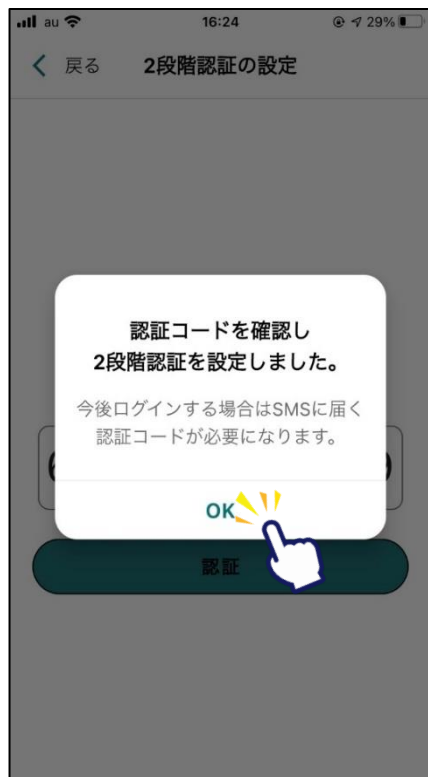 au 16:24 29%
戻る 2段階認証の設定
認証コードを確認し
2段階認証を設定しました。
今後ログインする場合はSMSに届く
認証コードが必要になります。
OK
認証